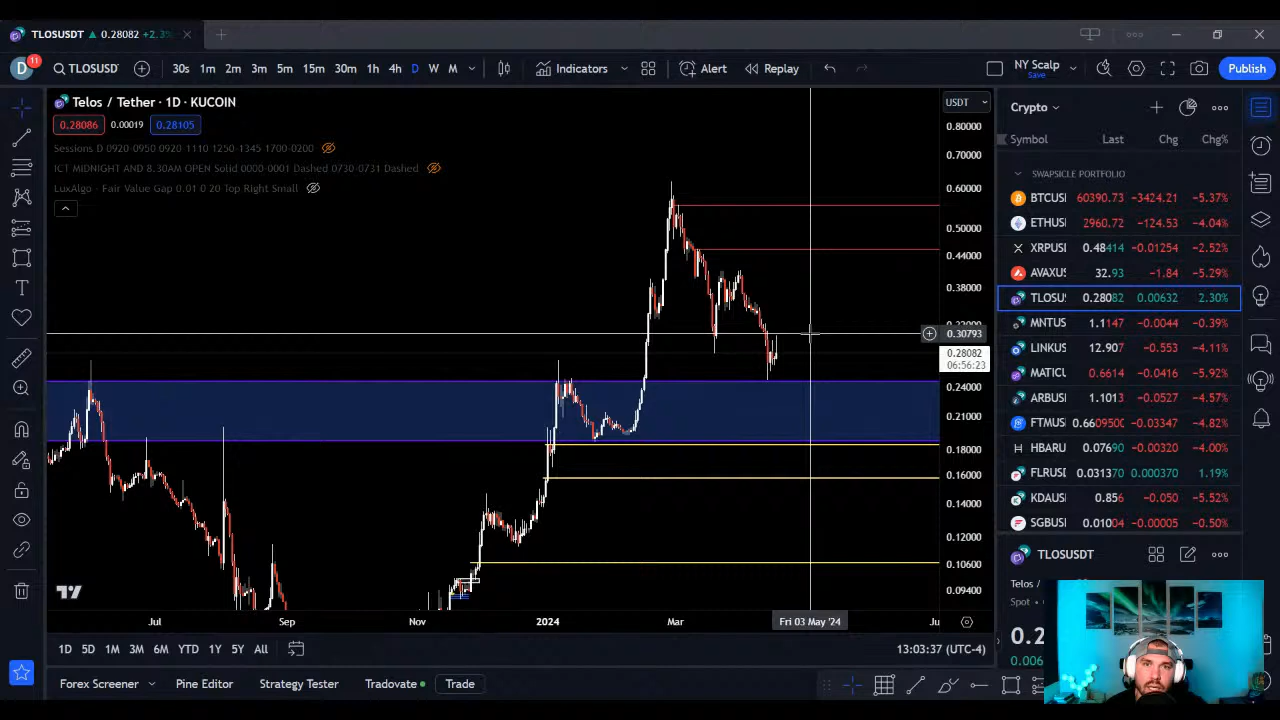 TLOSUSDT ▲ 0.28082 +2.3%
D 11 TLOSUSD 30s 1m 2m 3m 5m 15m 30m 1h 4h D W M Indicators Alert Replay NY Scalp Save Publish
Telos / Tether · 1D · KUCOIN
0.28086 0.00019 0.28105
Sessions D 0920-0950 0920-1110 1250-1345 1700-0200
ICT MIDNIGHT AND 8.30AM OPEN Solid 0000-0001 Dashed 0730-0731 Dashed
LuxAlgo - Fair Value Gap 0.01 0 20 Top Right Small
USDT
0.80000
0.70000
0.60000
0.50000
0.44000
0.38000
0.30793
0.28082
06:56:23
0.24000
0.21000
0.18000
0.16000
0.14000
0.12000
0.10600
0.09400
Jul Sep Nov 2024 Mar Fri 03 May '24 Ju
1D 5D 1M 3M 6M YTD 1Y 5Y All 13:03:37 (UTC-4)
Forex Screener Pine Editor Strategy Tester Tradovate Trade
Crypto
Symbol Last Chg Chg%
SWAPSICLE PORTFOLIO
BTCUSI 60390.73 -3424.21 -5.37%
ETHUSI 2960.72 -124.53 -4.04%
XRPUSI 0.48414 -0.01254 -2.52%
AVAXUS 32.93 -1.84 -5.29%
TLOSU: 0.28082 0.00632 2.30%
MNTUS 1.1147 -0.0044 -0.39%
LINKUS 12.907 -0.553 -4.11%
MATICU 0.6614 -0.0416 -5.92%
ARBUSI 1.1013 -0.0527 -4.57%
FTMUSI 0.6609500 -0.03347 -4.82%
HBARU 0.07690 -0.00320 -4.00%
FLRUSI 0.031370 0.000370 1.19%
KDAUSI 0.856 -0.050 -5.52%
SGBUSI 0.01004 -0.00005 -0.50%
TLOSUSDT
Telos /
Spot
0.2
0.006